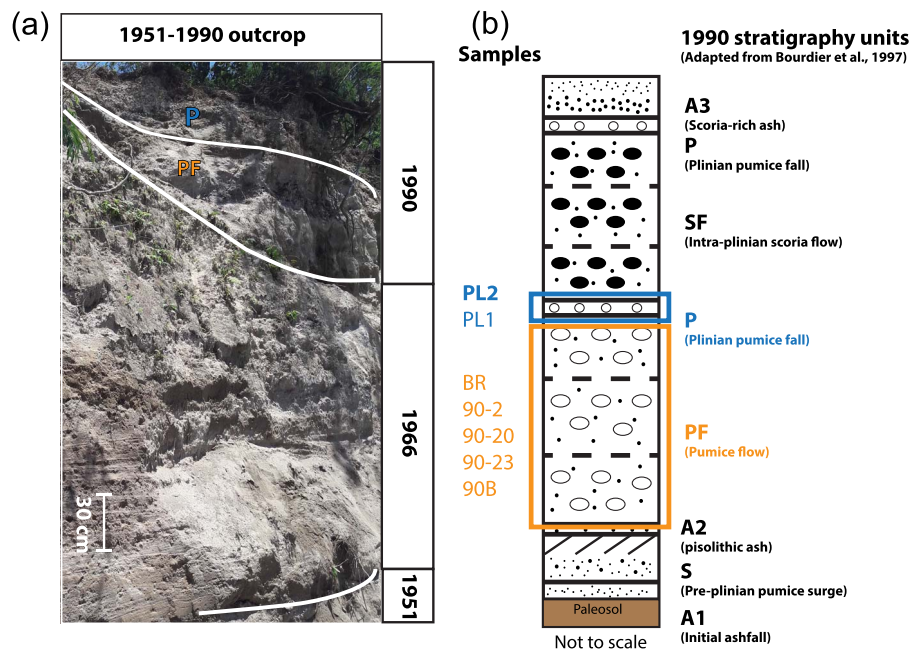 (a)
1951-1990 outcrop
P
PF
1990
1966
1951
30 cm
(b)
Samples
1990 stratigraphy units
(Adapted from Bourdier et al., 1997)
A3
(Scoria-rich ash)
P
(Plinian pumice fall)
SF
(Intra-plinian scoria flow)
PL2
PL1
P
(Plinian pumice fall)
BR
90-2
90-20
90-23
90B
PF
(Pumice flow)
A2
(pisolithic ash)
S
(Pre-plinian pumice surge)
Paleosol
A1
(Initial ashfall)
Not to scale